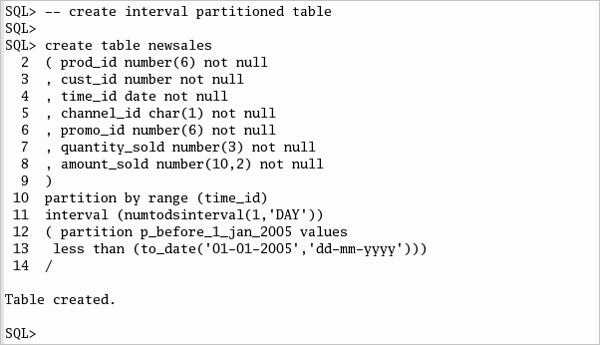 SQL> -- create interval partitioned table
SQL>
SQL> create table newsales
2 ( prod_id number(6) not null
3 , cust_id number not null
4 , time_id date not null
5 , channel_id char(1) not null
6 , promo_id number(6) not null
7 , quantity_sold number(3) not null
8 , amount_sold number(10,2) not null
9 )
10 partition by range (time_id)
11 interval (numtodsinterval(1,'DAY'))
12 ( partition p_before_1_jan_2005 values
13 less than (to_date('01-01-2005','dd-mm-yyyy')))
14 /
Table created.
SQL>